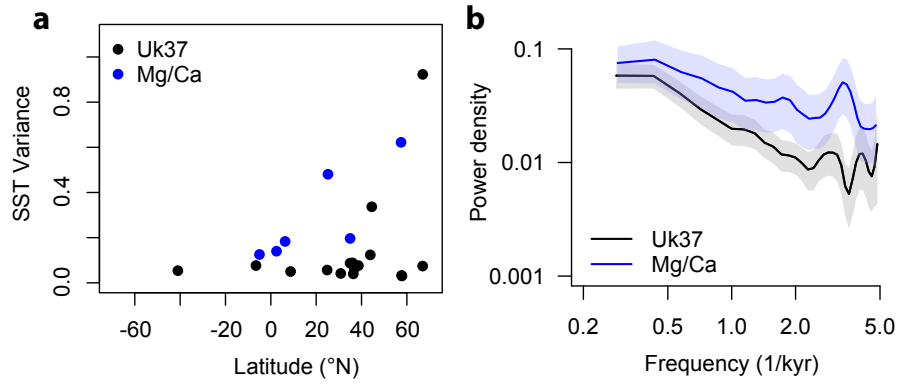 a
Uk37
Mg/Ca
SST Variance
0.0 0.4 0.8
-60 -20 0 20 40 60
Latitude (°N)
b
Power density
0.1
0.01
0.001
Uk37
Mg/Ca
0.2 0.5 1.0 2.0 5.0
Frequency (1/kyr)